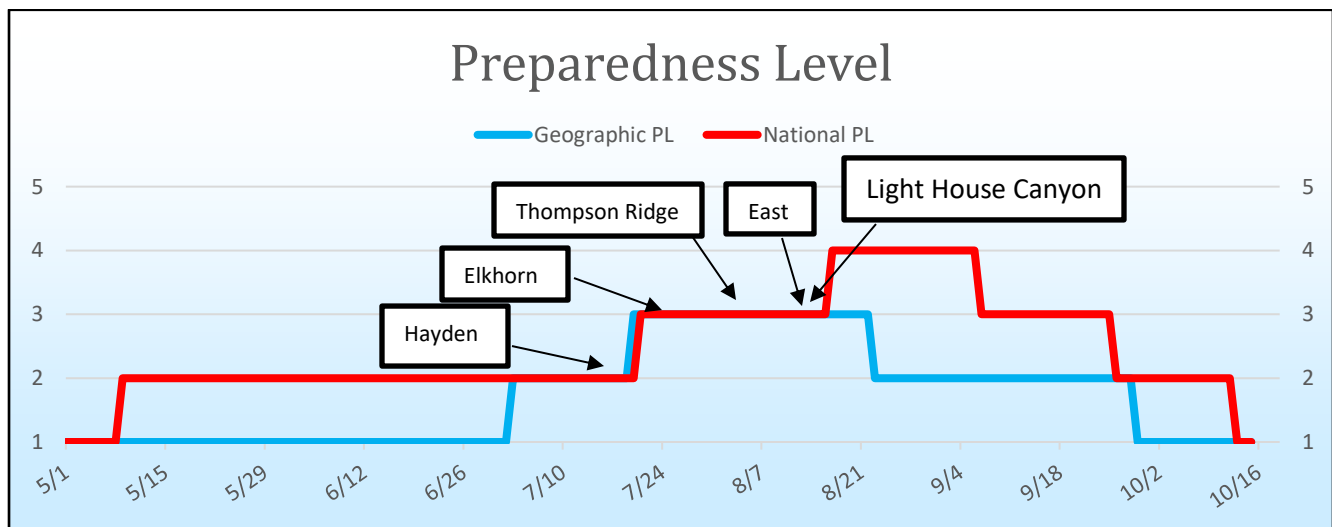 Preparedness Level
Geographic PL National PL
5 5
Light House Canyon
Thompson Ridge East
4 4
Elkhorn
3 3
Hayden
2 2
1 1
5/1 5/15 5/29 6/12 6/26 7/10 7/24 8/7 8/21 9/4 9/18 10/2 10/16